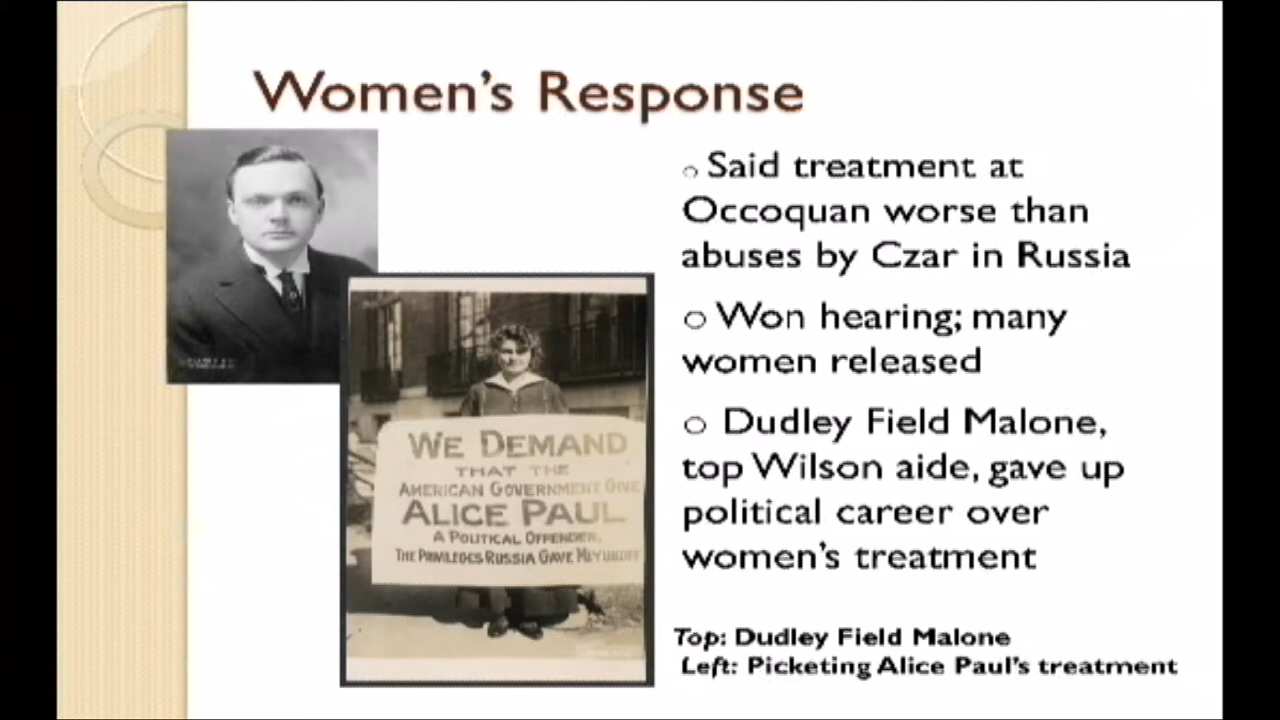 Women's Response
○ Said treatment at
Occoquan worse than
abuses by Czar in Russia
○ Won hearing; many
women released
○ Dudley Field Malone,
top Wilson aide, gave up
political career over
women's treatment
WE DEMAND
THAT THE
AMERICAN GOVERNMENT GIVE
ALICE PAUL
A POLITICAL OFFENDER,
THE PRIVILEGES RUSSIA GAVE
Top: Dudley Field Malone
Left: Picketing Alice Paul's treatment